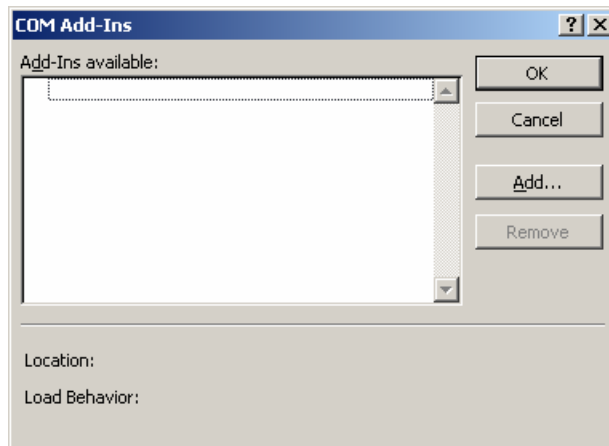 COM Add-Ins
Add-Ins available:
OK
Cancel
Add...
Remove
Location:
Load Behavior: